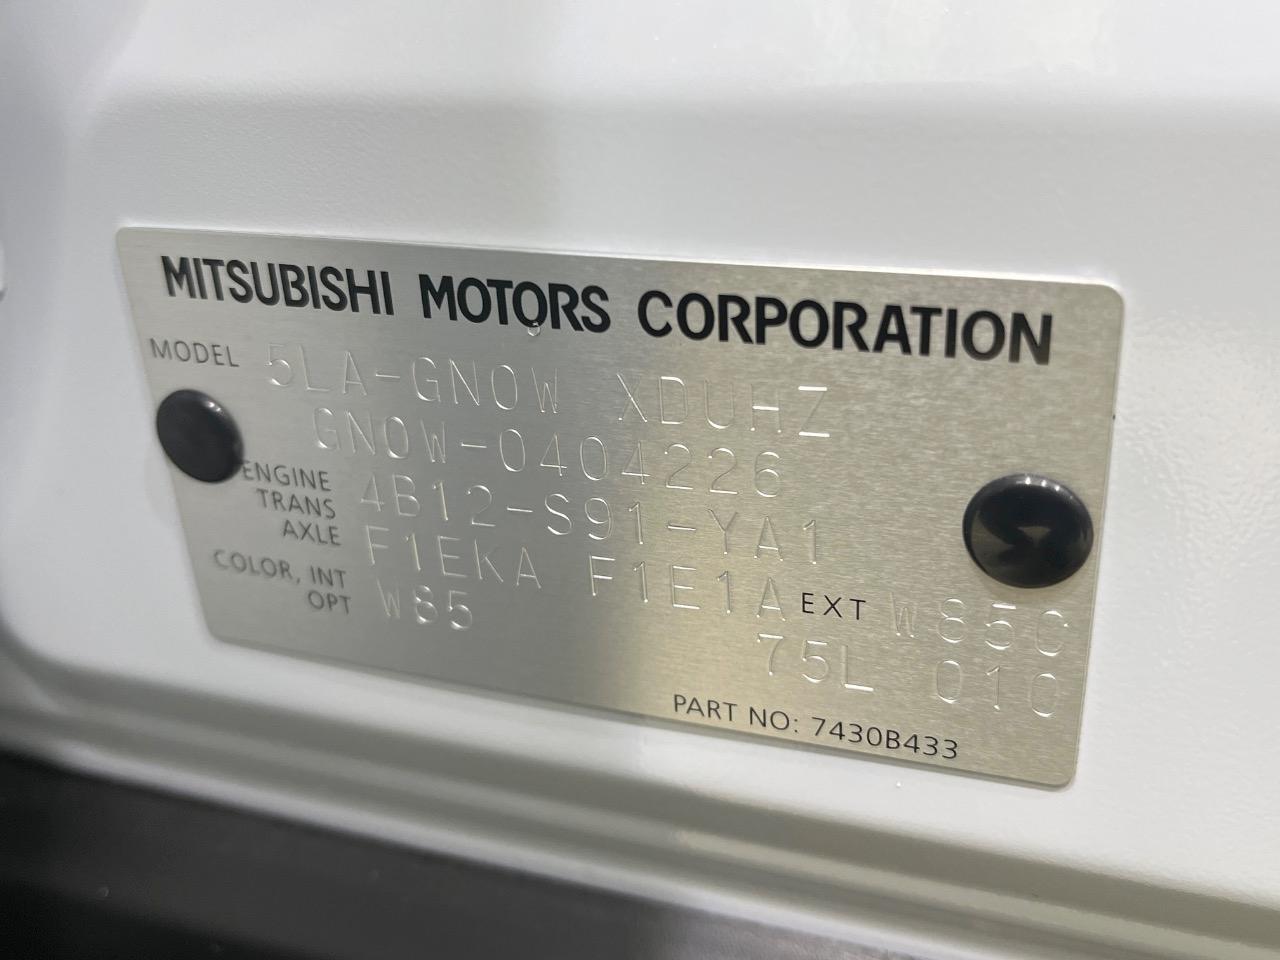 MITSUBISHI MOTORS CORPORATION
MODEL 5LA-GN0W XDUHZ
GN0W-0404226
ENGINE 4B12-S91-YA1
TRANS AXLE F1EKA F1E1A
COLOR, INT W85 EXT W85C
OPT 75L 010
PART NO: 7430B433